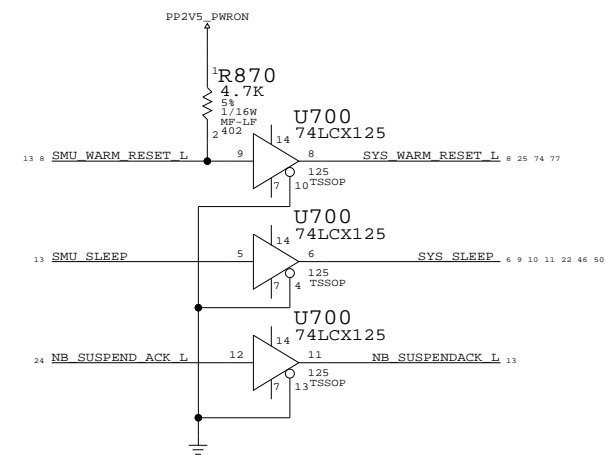 PP2V5_PWRON
1 R870
4.7K
5%
1/16W
MF-LF
2 402
U700
74LCX125
14
13 8 SMU_WARM_RESET_L 9 8 SYS_WARM_RESET_L 8 25 74 77
125
7 10 TSSOP
U700
74LCX125
14
13 SMU_SLEEP 5 6 SYS_SLEEP 6 9 10 11 22 46 50
125
7 4 TSSOP
U700
74LCX125
14
24 NB_SUSPEND_ACK_L 12 11 NB_SUSPENDACK_L 13
125
7 13 TSSOP